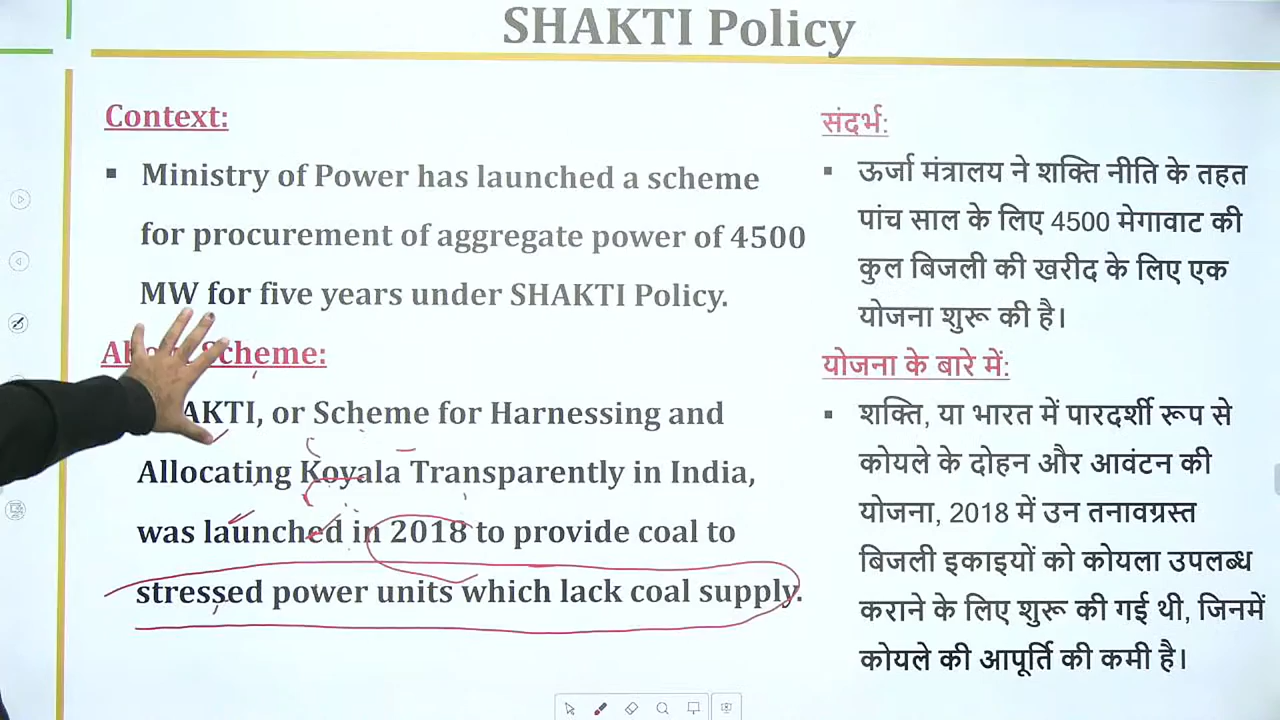 SHAKTI Policy
Context:
▪ Ministry of Power has launched a scheme
for procurement of aggregate power of 4500
MW for five years under SHAKTI Policy.
Scheme:
AKTI, or Scheme for Harnessing and
Allocating Koyala Transparently in India,
was launched in 2018 to provide coal to
stressed power units which lack coal supply.
संदर्भ:
▪ ऊर्जा मंत्रालय ने शक्ति नीति के तहत
पांच साल के लिए 4500 मेगावाट की
कुल बिजली की खरीद के लिए एक
योजना शुरू की है।
योजना के बारे में:
▪ शक्ति, या भारत में पारदर्शी रूप से
कोयले के दोहन और आवंटन की
योजना, 2018 में उन तनावग्रस्त
बिजली इकाइयों को कोयला उपलब्ध
कराने के लिए शुरू की गई थी, जिनमें
कोयले की आपूर्ति की कमी है।